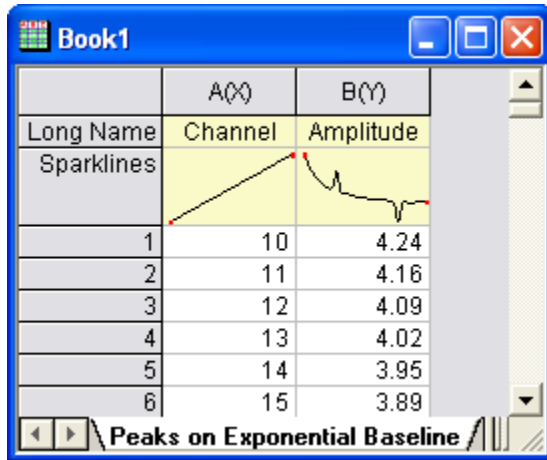 Book1
A(X) B(Y)
Long Name Channel Amplitude
Sparklines
1 10 4.24
2 11 4.16
3 12 4.09
4 13 4.02
5 14 3.95
6 15 3.89
Peaks on Exponential Baseline